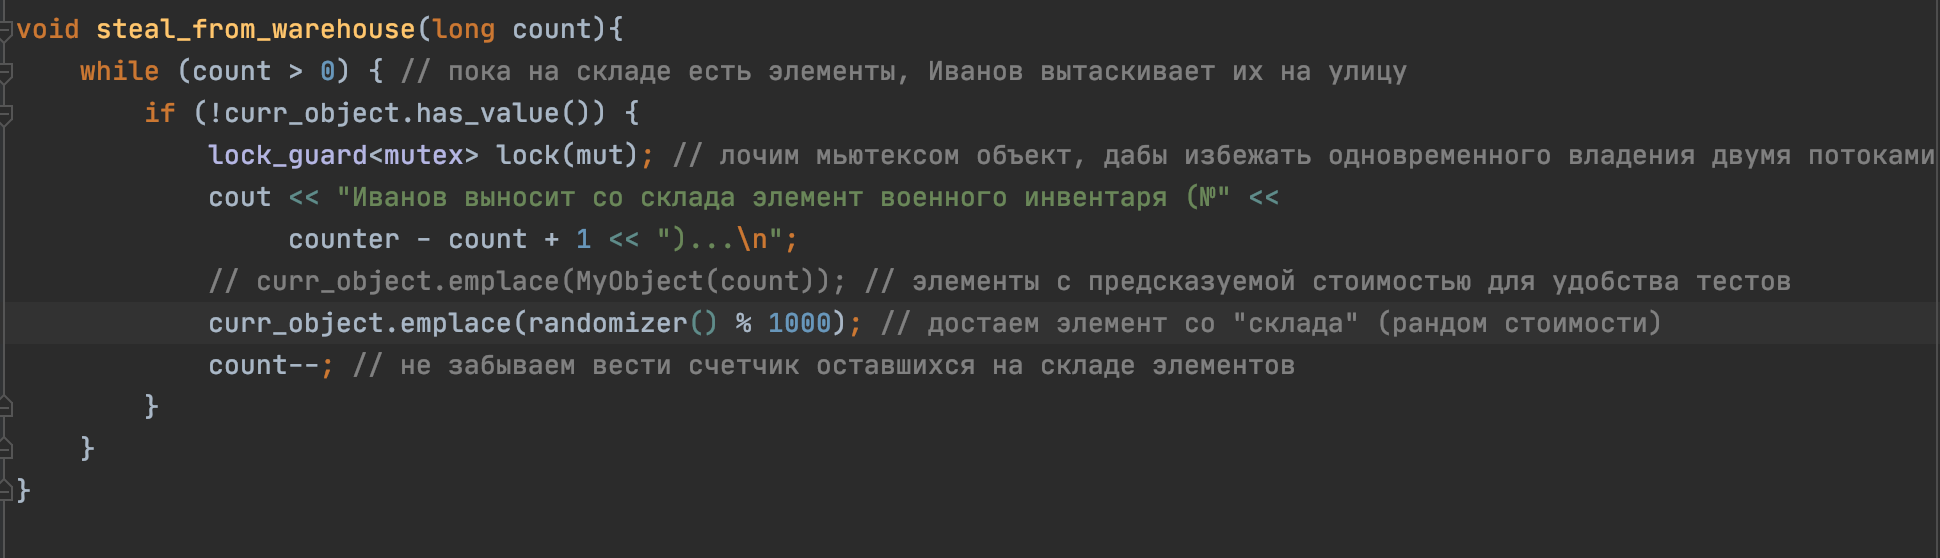 void steal_from_warehouse(long count){
    while (count > 0) { // пока на складе есть элементы, Иванов вытаскивает их на улицу
        if (!curr_object.has_value()) {
            lock_guard<mutex> lock(mut); // лочим мьютексом объект, дабы избежать одновременного владения двумя потоками
            cout << "Иванов выносит со склада элемент военного инвентаря (№" <<
                 counter - count + 1 << ")...\n";
            // curr_object.emplace(MyObject(count)); // элементы с предсказуемой стоимостью для удобства тестов
            curr_object.emplace(randomizer() % 1000); // достаем элемент со "склада" (рандом стоимости)
            count--; // не забываем вести счетчик оставшихся на складе элементов
        }
    }
}